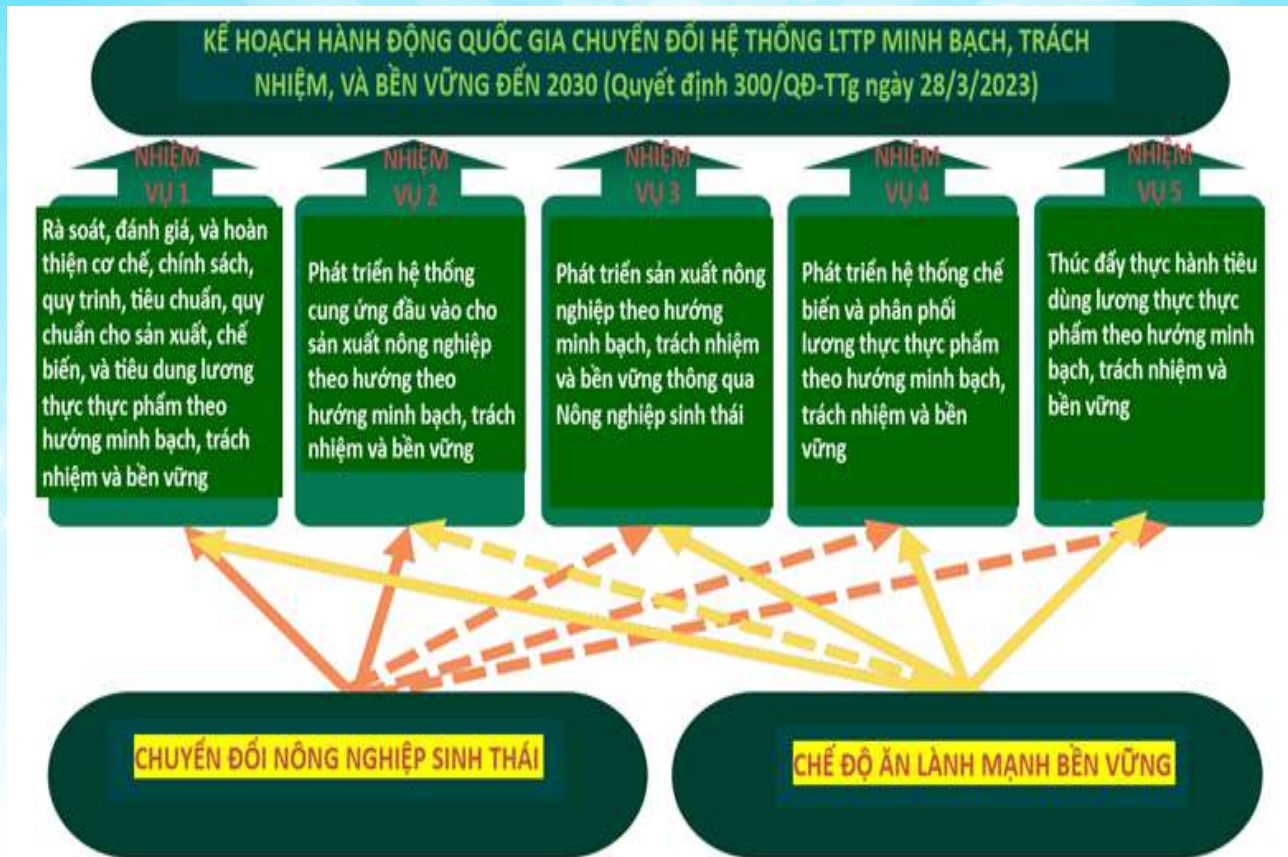 KẾ HOẠCH HÀNH ĐỘNG QUỐC GIA CHUYỂN ĐỔI HỆ THỐNG LTTP MINH BẠCH, TRÁCH
NHIỆM, VÀ BỀN VỮNG ĐẾN 2030 (Quyết định 300/QĐ-TTg ngày 28/3/2023)
NHIỆM
VỤ 1
Rà soát, đánh giá, và hoàn
thiện cơ chế, chính sách,
quy trinh, tiêu chuẩn, quy
chuẩn cho sản xuất, chế
biến, và tiêu dung lương
thực thực phẩm theo
hướng minh bạch, trách
nhiệm và bền vững
NHIỆM
VỤ 2
Phát triển hệ thống
cung ứng đầu vào cho
sản xuất nông nghiệp
theo hướng theo
hướng minh bạch, trách
nhiệm và bền vững
NHIỆM
VỤ 3
Phát triển sản xuất nông
nghiệp theo hướng
minh bạch, trách nhiệm
và bền vững thông qua
Nông nghiệp sinh thái
NHIỆM
VỤ 4
Phát triển hệ thống chế
biến và phân phối
lương thực thực phẩm
theo hướng minh bạch,
trách nhiệm và bền
vững
NHIỆM
VỤ 5
Thúc đẩy thực hành tiêu
dùng lương thực thực
phẩm theo hướng minh
bạch, trách nhiệm và
bền vững
CHUYỂN ĐỔI NÔNG NGHIỆP SINH THÁI
CHẾ ĐỘ ĂN LÀNH MẠNH BỀN VỮNG